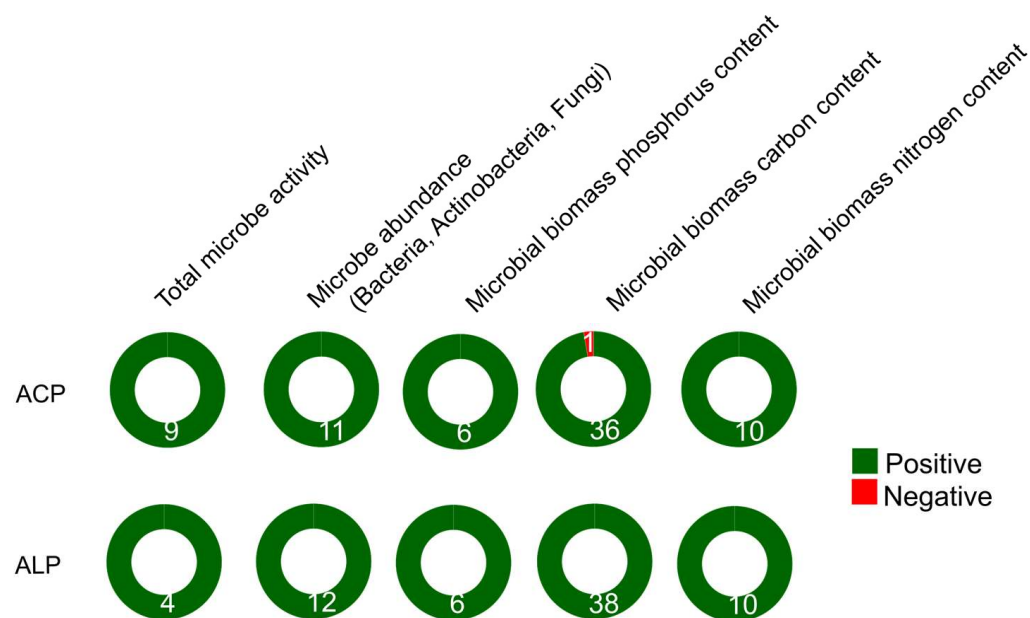 Total microbe activity
Microbe abundance
(Bacteria, Actinobacteria, Fungi)
Microbial biomass phosphorus content
Microbial biomass carbon content
Microbial biomass nitrogen content
ACP
9
11
6
1
36
10
Positive
Negative
ALP
4
12
6
38
10